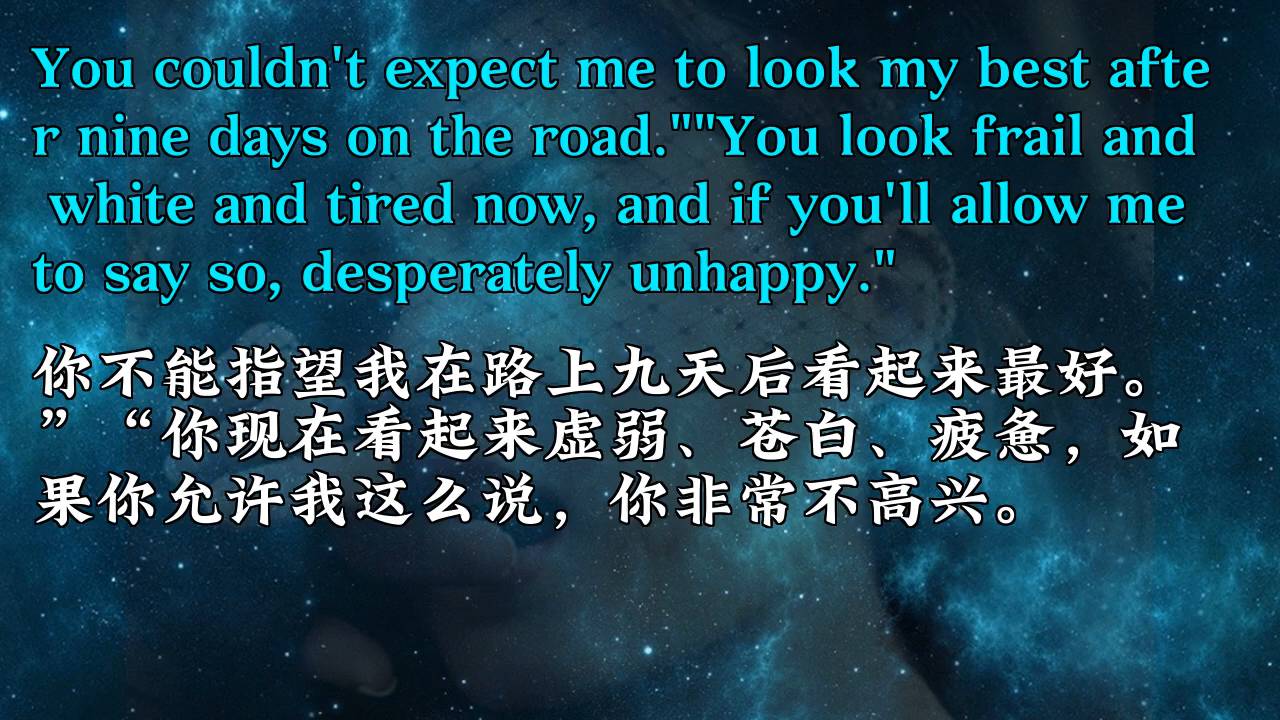 You couldn't expect me to look my best afte
r nine days on the road.""You look frail and
white and tired now, and if you'll allow me
to say so, desperately unhappy."
你不能指望我在路上九天后看起来最好。
”“你现在看起来虚弱、苍白、疲惫，如
果你允许我这么说，你非常不高兴。